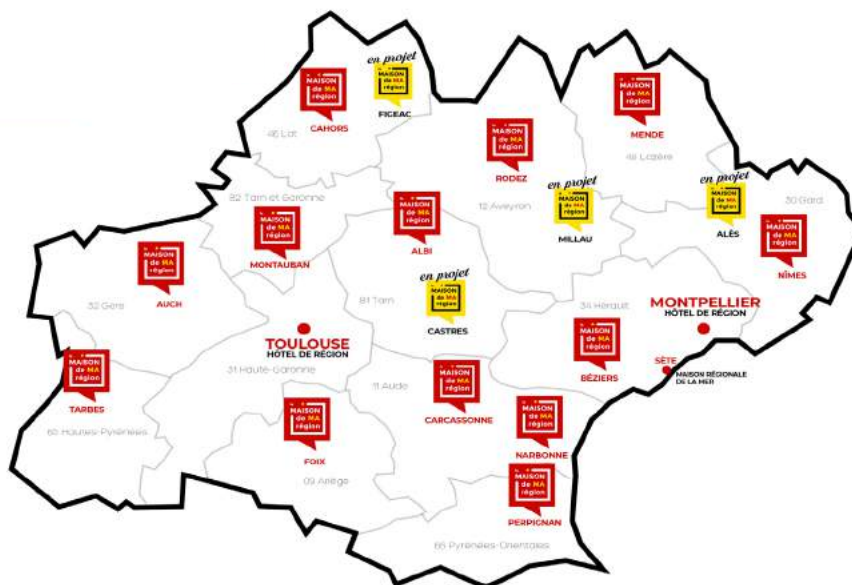 en projet
MAISON
de MA
région
CAHORS
en projet
MAISON
de MA
région
FIGEAC
46 Lot
MAISON
de MA
région
MENDE
48 Lozère
MAISON
de MA
région
RODEZ
12 Aveyron
en projet
MAISON
de MA
région
MILLAU
en projet
MAISON
de MA
région
ALÈS
30 Gard
MAISON
de MA
région
NÎMES
82 Tarn et Garonne
MAISON
de MA
région
MONTAUBAN
MAISON
de MA
région
ALBI
MAISON
de MA
région
AUCH
32 Gers
81 Tarn
en projet
MAISON
de MA
région
CASTRES
TOULOUSE
HÔTEL DE RÉGION
31 Haute-Garonne
34 Hérault
MONTPELLIER
HÔTEL DE RÉGION
MAISON
de MA
région
BÉZIERS
SÈTE
MAISON RÉGIONALE
DE LA MER
MAISON
de MA
région
TARBES
65 Hautes-Pyrénées
11 Aude
MAISON
de MA
région
CARCASSONNE
MAISON
de MA
région
FOIX
09 Ariège
MAISON
de MA
région
NARBONNE
MAISON
de MA
région
PERPIGNAN
66 Pyrénées-Orientales